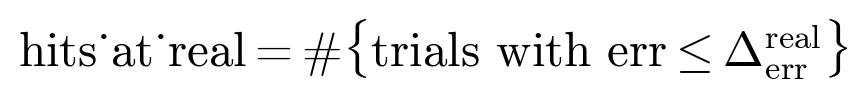 hits˙at˙real = #{trials with err ≤ Δ_err^real}